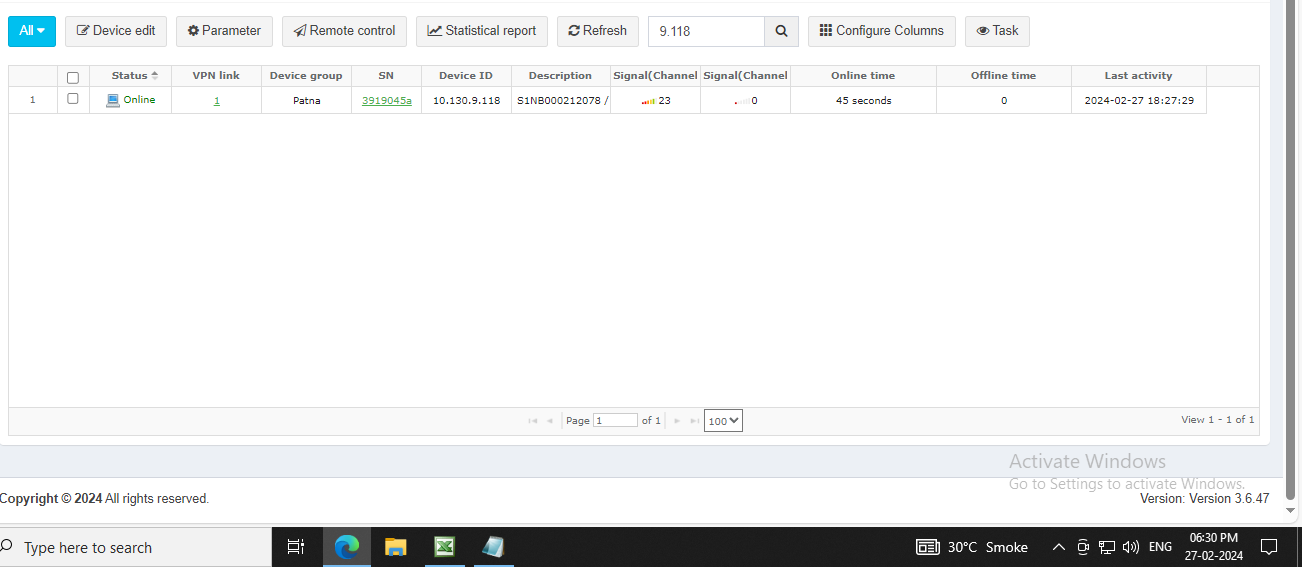 All Device edit Parameter Remote control Statistical report Refresh 9.118 Configure Columns Task
Status VPN link Device group SN Device ID Description Signal(Channel Signal(Channel Online time Offline time Last activity
1 Online 1 Patna 3919045a 10.130.9.118 S1NB000212078 / 23 0 45 seconds 0 2024-02-27 18:27:29
Page 1 of 1 100 View 1 - 1 of 1
Activate Windows
Go to Settings to activate Windows.
Copyright © 2024 All rights reserved. Version: Version 3.6.47
Type here to search 30°C Smoke ENG 06:30 PM
27-02-2024